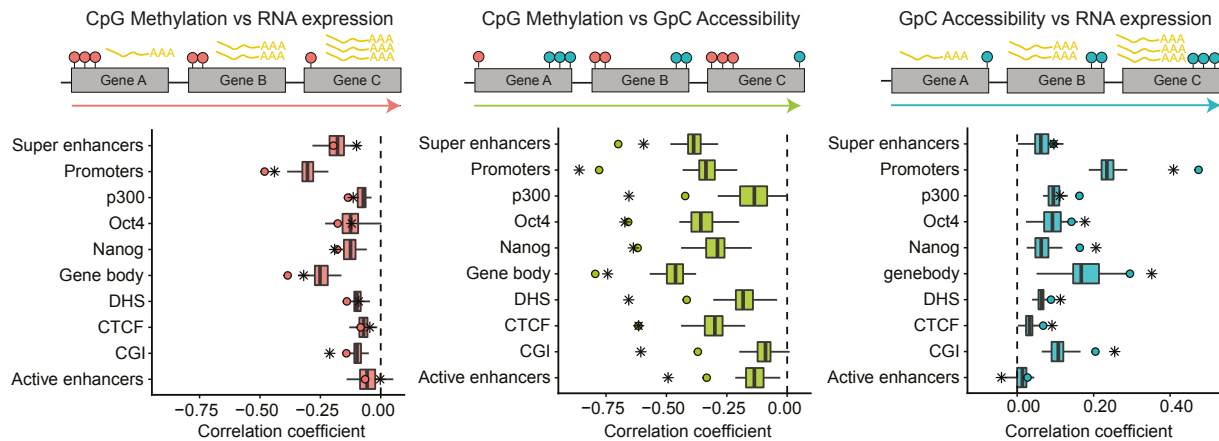 CpG Methylation vs RNA expression
AAA
AAA
AAA
AAA
AAA
AAA
Gene A
Gene B
Gene C
Super enhancers
Promoters
p300
Oct4
Nanog
Gene body
DHS
CTCF
CGI
Active enhancers
−0.75
−0.50
−0.25
0.00
Correlation coefficient
CpG Methylation vs GpC Accessibility
Gene A
Gene B
Gene C
Super enhancers
Promoters
p300
Oct4
Nanog
Gene body
DHS
CTCF
CGI
Active enhancers
−0.75
−0.50
−0.25
0.00
Correlation coefficient
GpC Accessibility vs RNA expression
AAA
AAA
AAA
AAA
AAA
AAA
Gene A
Gene B
Gene C
Super enhancers
Promoters
p300
Oct4
Nanog
genebody
DHS
CTCF
CGI
Active enhancers
0.00
0.20
0.40
Correlation coefficient